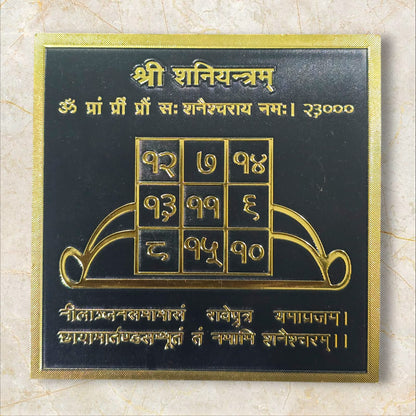 श्री शनियन्त्रम्
ॐ प्रां प्रीं प्रौं सः शनैश्चराय नमः। २३०००
१२ ७ १४
१३ ११ ९
८ १५ १०
नीलाञ्जनसमाभासं रविपुत्र यमाग्रजम्।
छायामार्तण्डसम्भूतं तं नमामि शनैश्चरम्।।